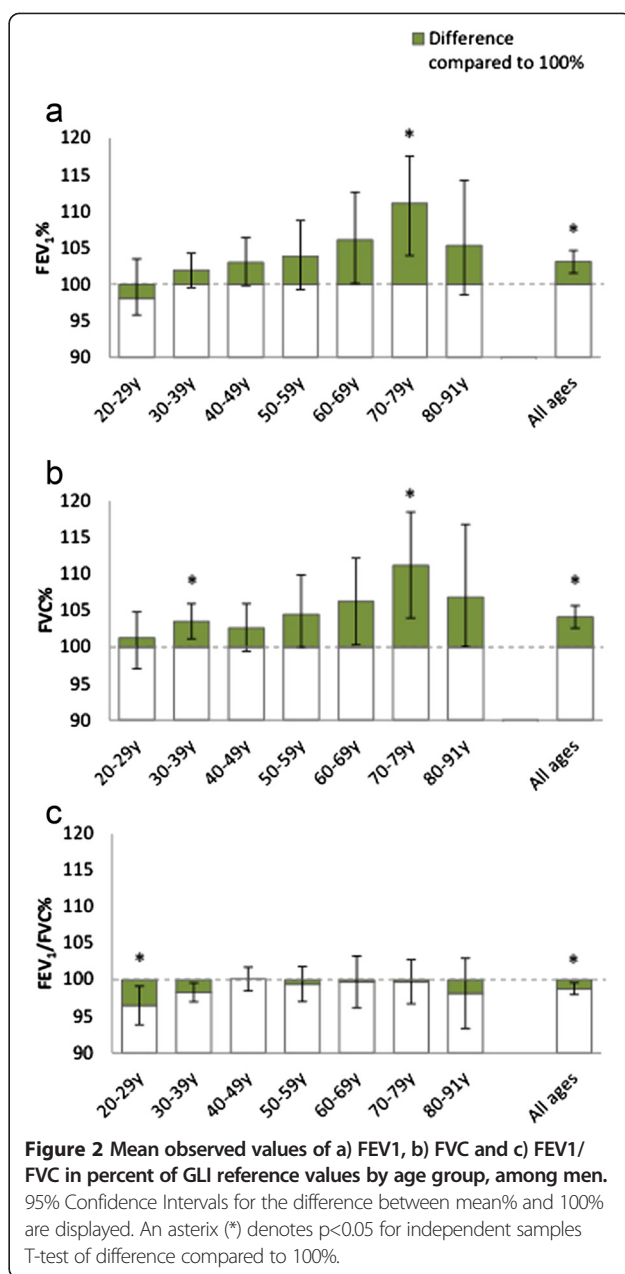 Difference
compared to 100%
a
120
115
110
105
100
95
90
FEV1%
*
*
20-29y
30-39y
40-49y
50-59y
60-69y
70-79y
80-91y
All ages
b
120
115
110
105
100
95
90
FVC%
*
*
*
20-29y
30-39y
40-49y
50-59y
60-69y
70-79y
80-91y
All ages
c
120
115
110
105
100
95
90
FEV1/FVC%
*
*
20-29y
30-39y
40-49y
50-59y
60-69y
70-79y
80-91y
All ages
Figure 2 Mean observed values of a) FEV1, b) FVC and c) FEV1/
FVC in percent of GLI reference values by age group, among men.
95% Confidence Intervals for the difference between mean% and 100%
are displayed. An asterix (*) denotes p<0.05 for independent samples
T-test of difference compared to 100%.